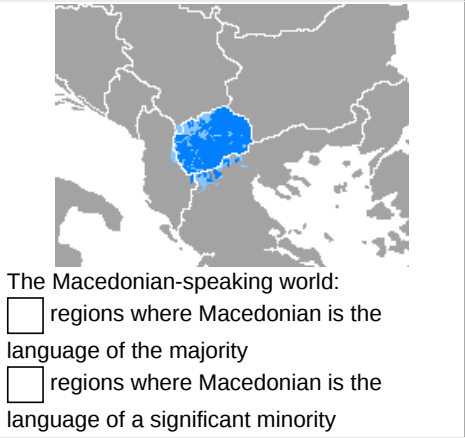 The Macedonian-speaking world:
regions where Macedonian is the
language of the majority
regions where Macedonian is the
language of a significant minority